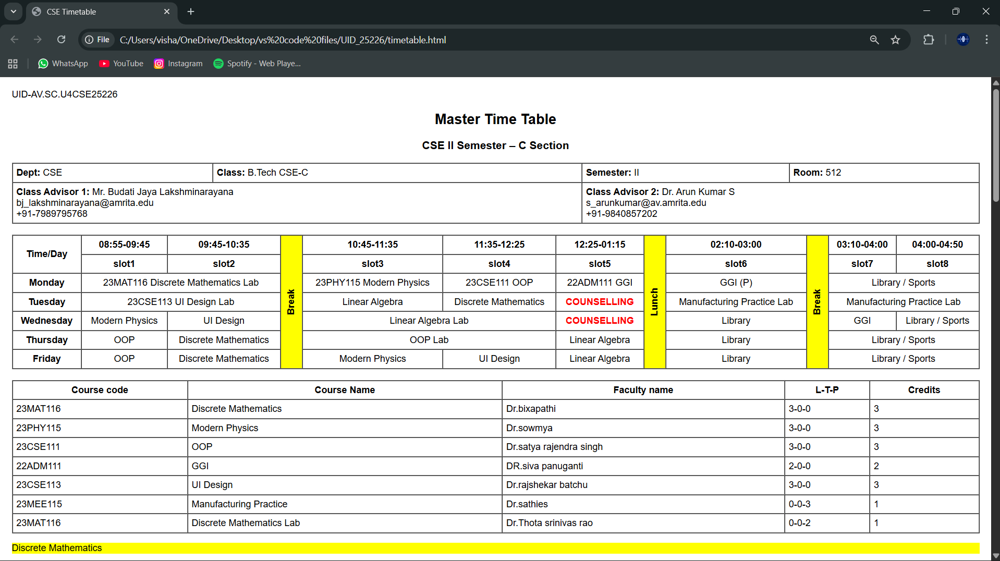 CSE Timetable
File C:/Users/visha/OneDrive/Desktop/vs%20code%20files/UID_25226/timetable.html
WhatsApp YouTube Instagram Spotify - Web Playe...
UID-AV.SC.U4CSE25226
Master Time Table
CSE II Semester – C Section
Dept: CSE Class: B.Tech CSE-C Semester: II Room: 512
Class Advisor 1: Mr. Budati Jaya Lakshminarayana Class Advisor 2: Dr. Arun Kumar S
bj_lakshminarayana@amrita.edu s_arunkumar@av.amrita.edu
+91-7989795768 +91-9840857202
Time/Day 08:55-09:45 09:45-10:35 Break 10:45-11:35 11:35-12:25 12:25-01:15 Lunch 02:10-03:00 Break 03:10-04:00 04:00-04:50
slot1 slot2 slot3 slot4 slot5 slot6 slot7 slot8
Monday 23MAT116 Discrete Mathematics Lab 23PHY115 Modern Physics 23CSE111 OOP 22ADM111 GGI GGI (P) Library / Sports
Tuesday 23CSE113 UI Design Lab Linear Algebra Discrete Mathematics COUNSELLING Manufacturing Practice Lab Manufacturing Practice Lab
Wednesday Modern Physics UI Design Linear Algebra Lab COUNSELLING Library GGI Library / Sports
Thursday OOP Discrete Mathematics OOP Lab Linear Algebra Library Library / Sports
Friday OOP Discrete Mathematics Modern Physics UI Design Linear Algebra Library Library / Sports
Course code Course Name Faculty name L-T-P Credits
23MAT116 Discrete Mathematics Dr.bixapathi 3-0-0 3
23PHY115 Modern Physics Dr.sowmya 3-0-0 3
23CSE111 OOP Dr.satya rajendra singh 3-0-0 3
22ADM111 GGI DR.siva panuganti 2-0-0 2
23CSE113 UI Design Dr.rajshekar batchu 3-0-0 3
23MEE115 Manufacturing Practice Dr.sathies 0-0-3 1
23MAT116 Discrete Mathematics Lab Dr.Thota srinivas rao 0-0-2 1
Discrete Mathematics